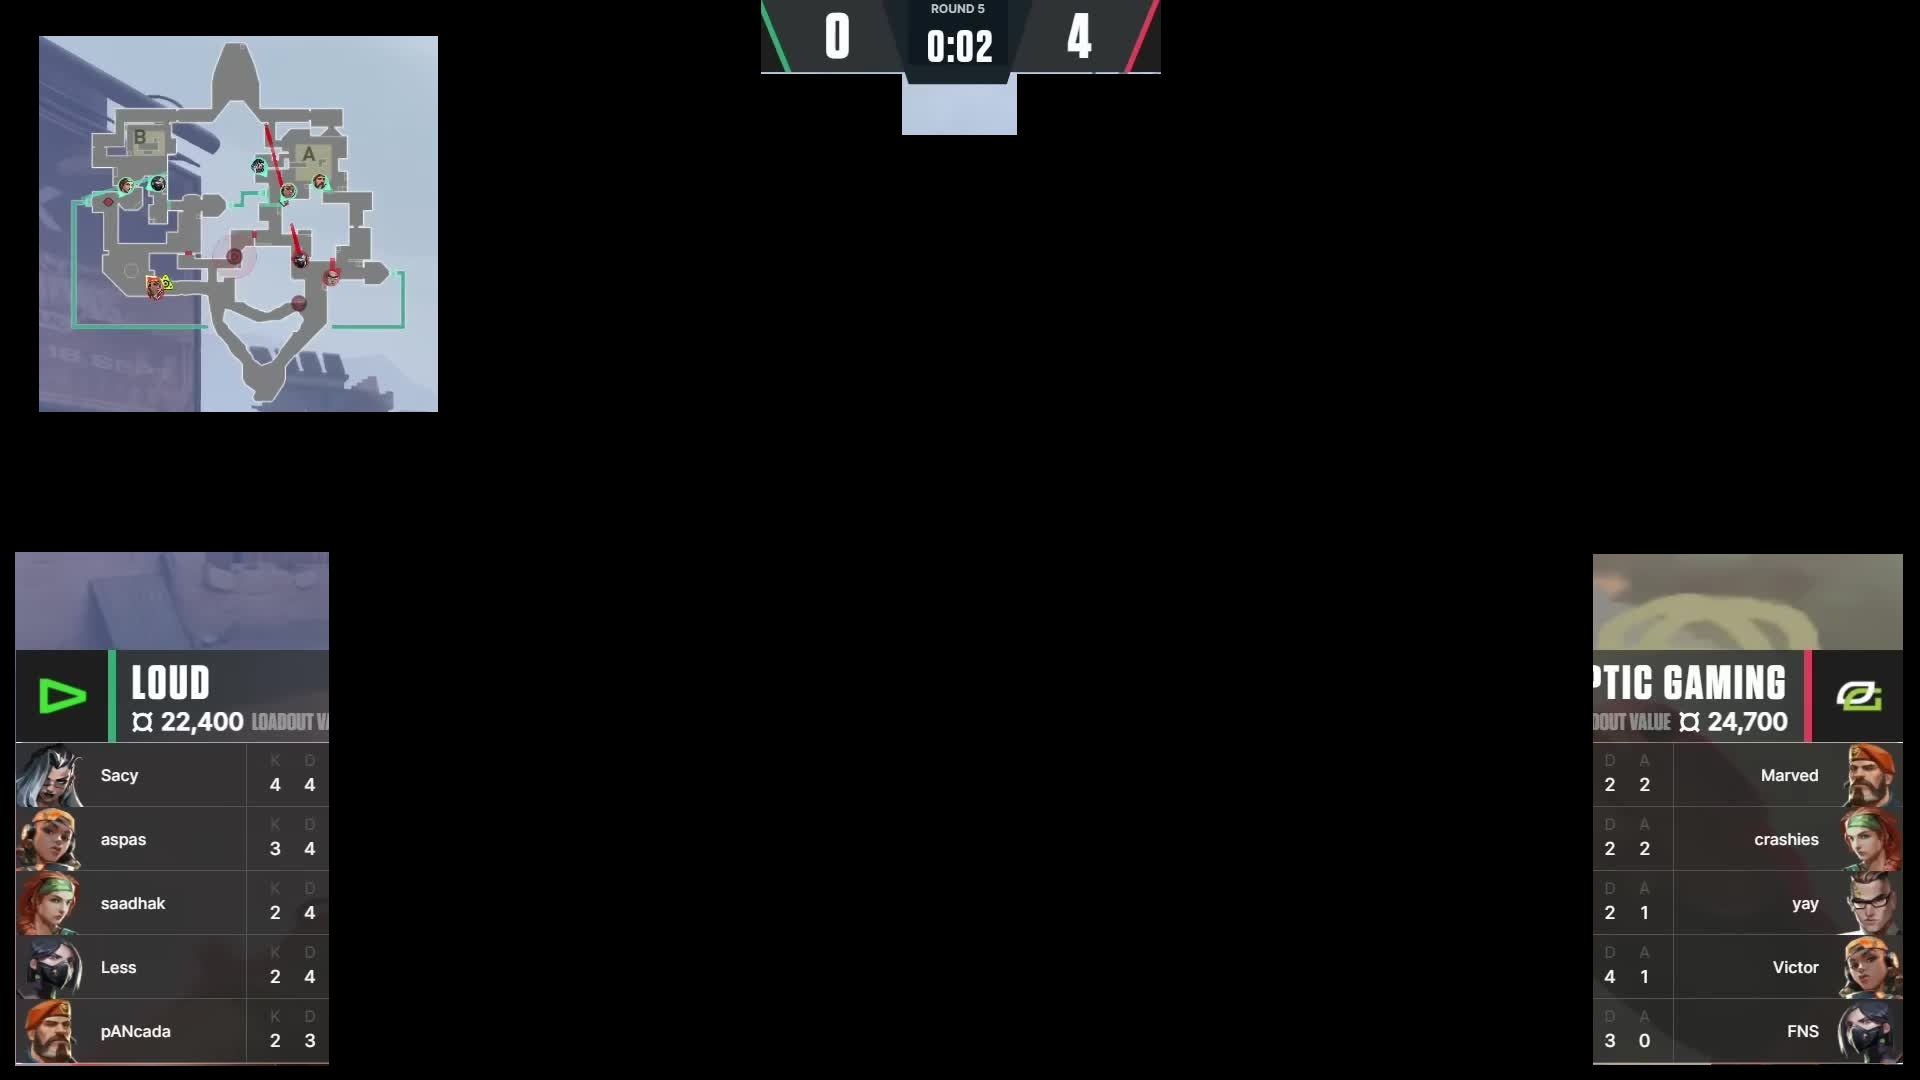 ROUND 5
0 0:02 4
B
A
LOUD
22,400 LOADOUT VA
Sacy K 4 D 4
aspas K 3 D 4
saadhak K 2 D 4
Less K 2 D 4
pANcada K 2 D 3
PTIC GAMING
DOUT VALUE 24,700
D 2 A 2 Marved
D 2 A 2 crashies
D 2 A 1 yay
D 4 A 1 Victor
D 3 A 0 FNS